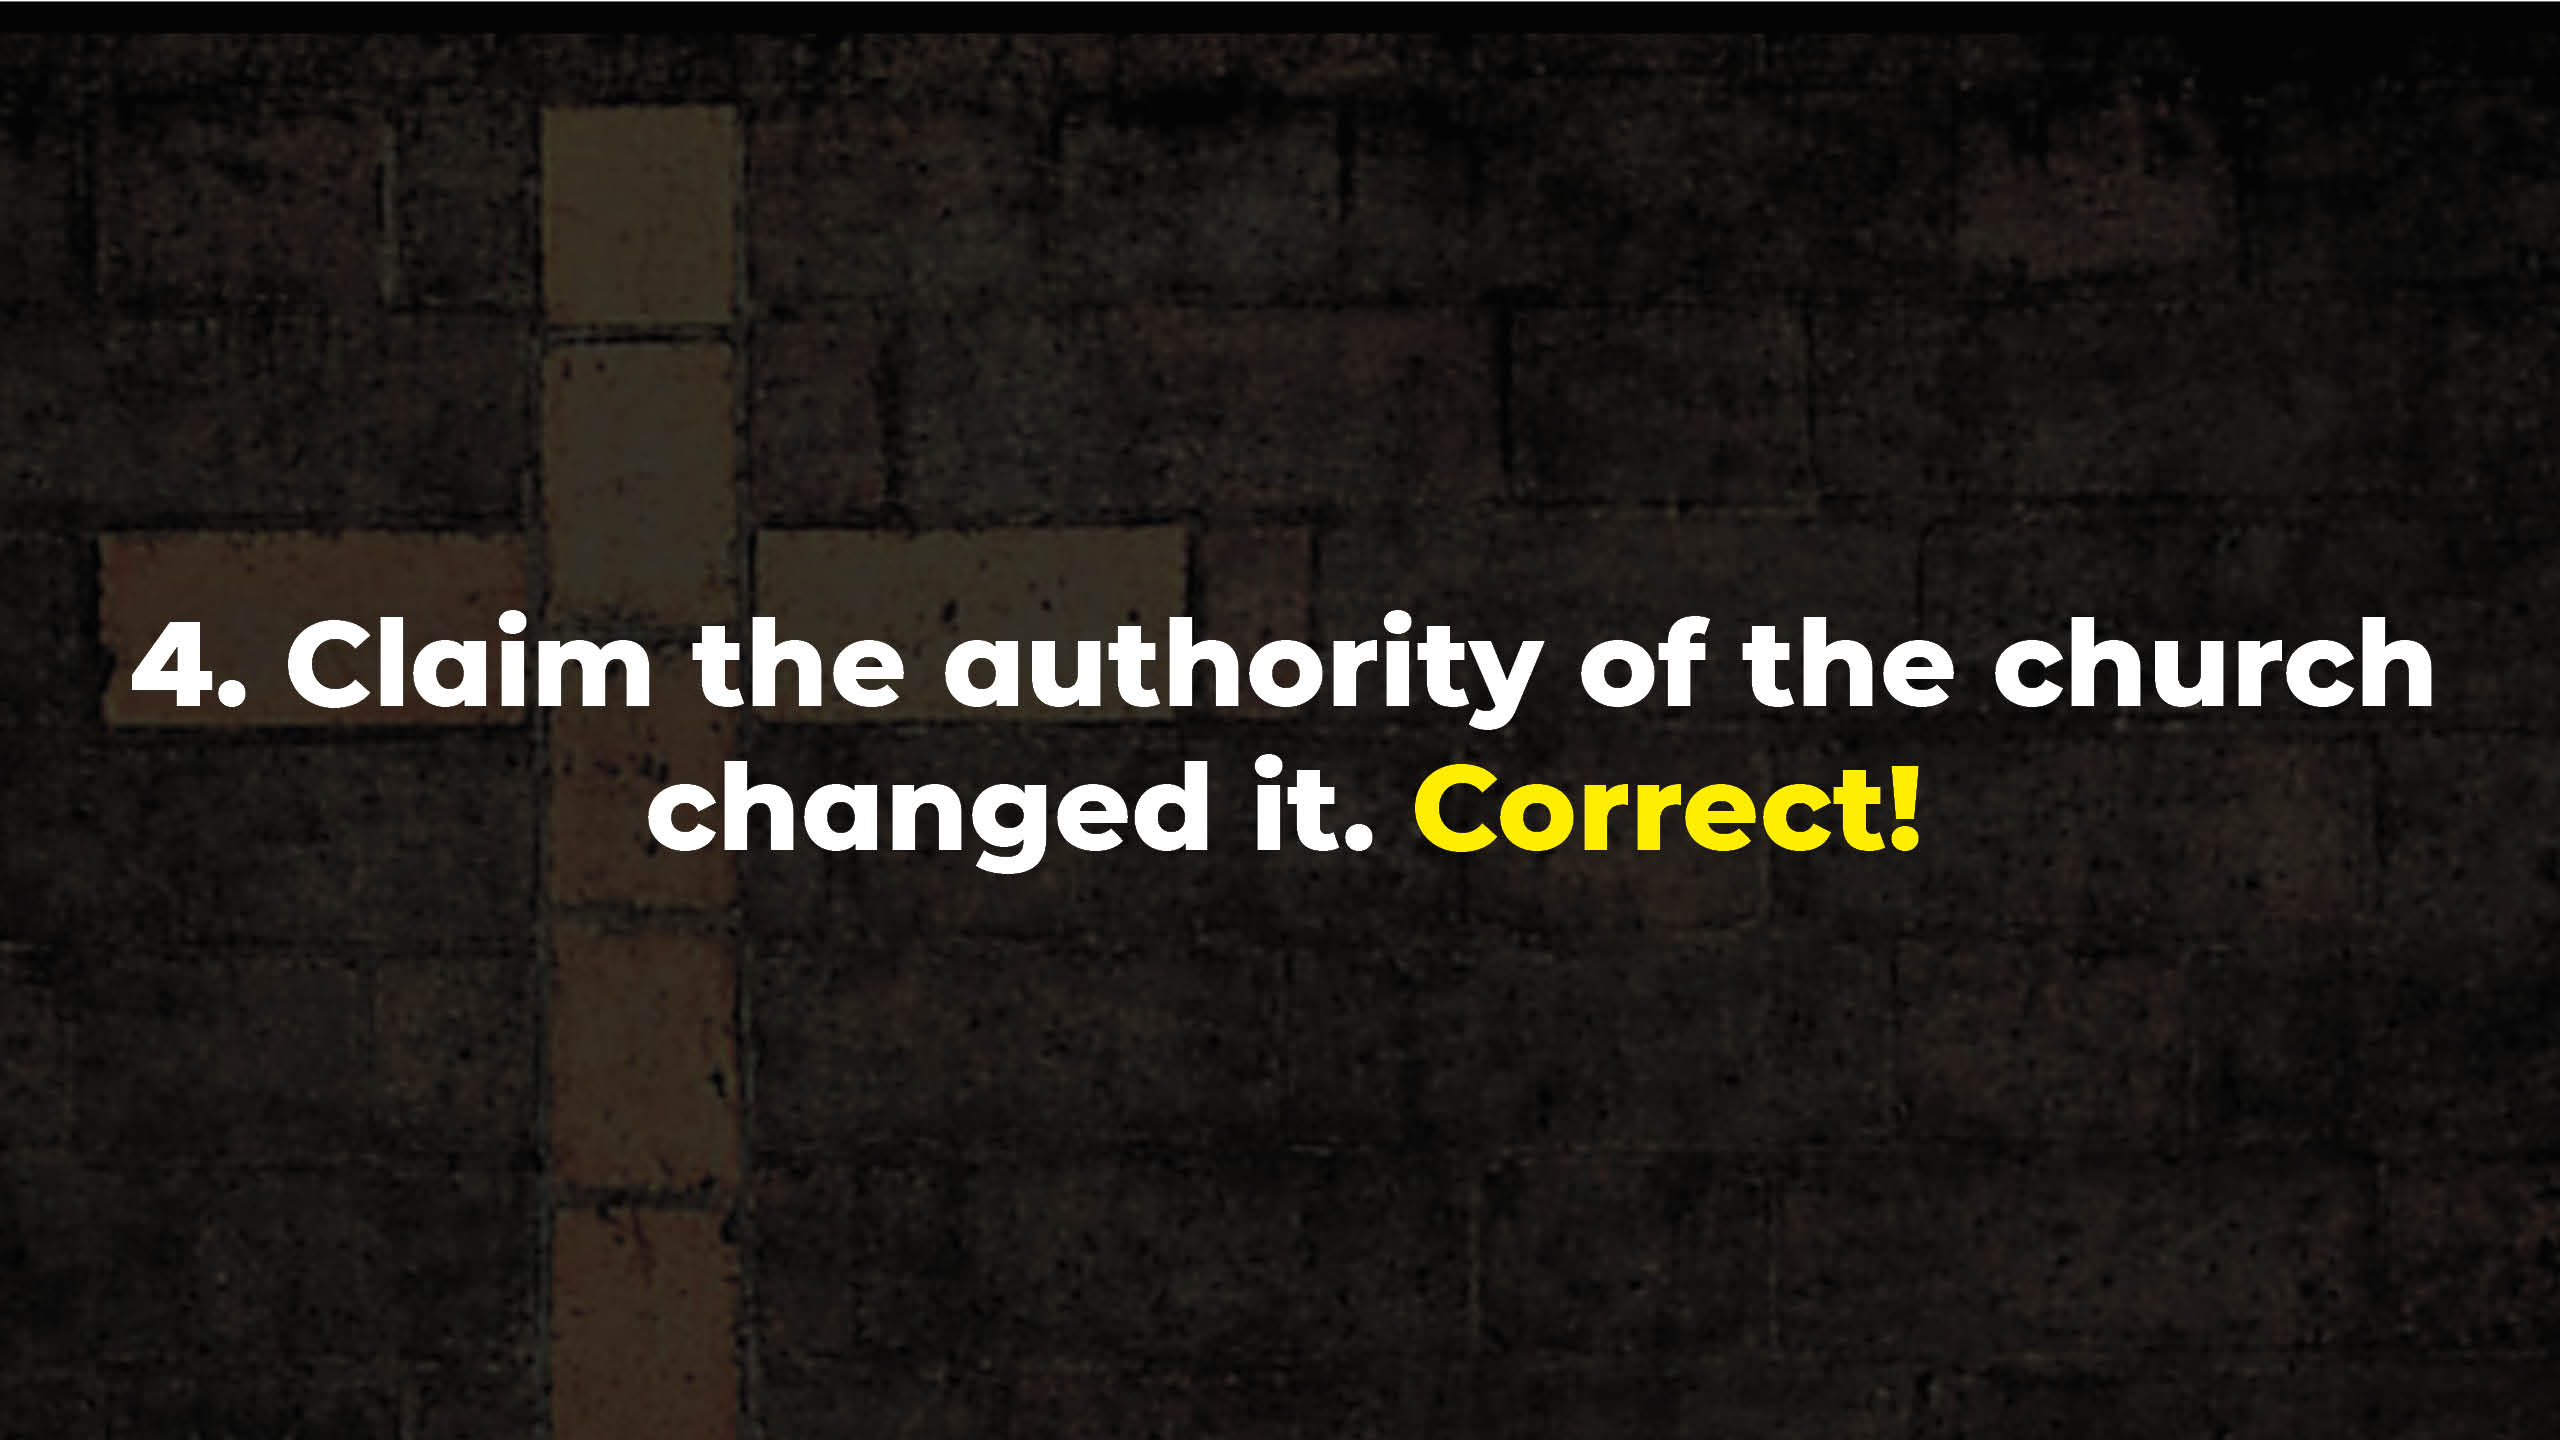 4. Claim the authority of the church
changed it. Correct!